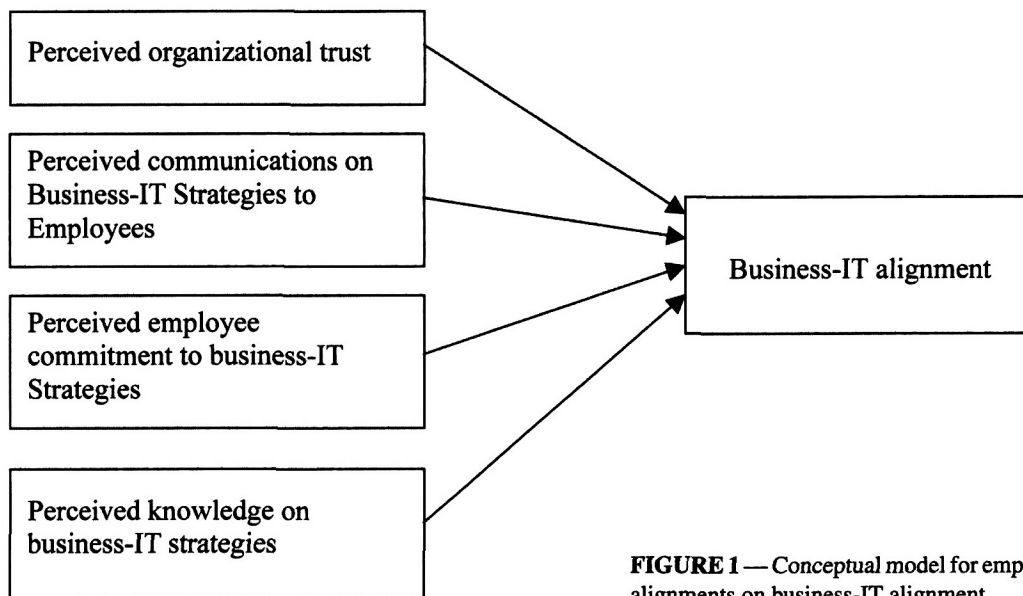 Perceived organizational trust
Perceived communications on
Business-IT Strategies to
Employees
Perceived employee
commitment to business-IT
Strategies
Perceived knowledge on
business-IT strategies
Business-IT alignment
FIGURE 1 — Conceptual model for emp
alignments on business-IT alignment